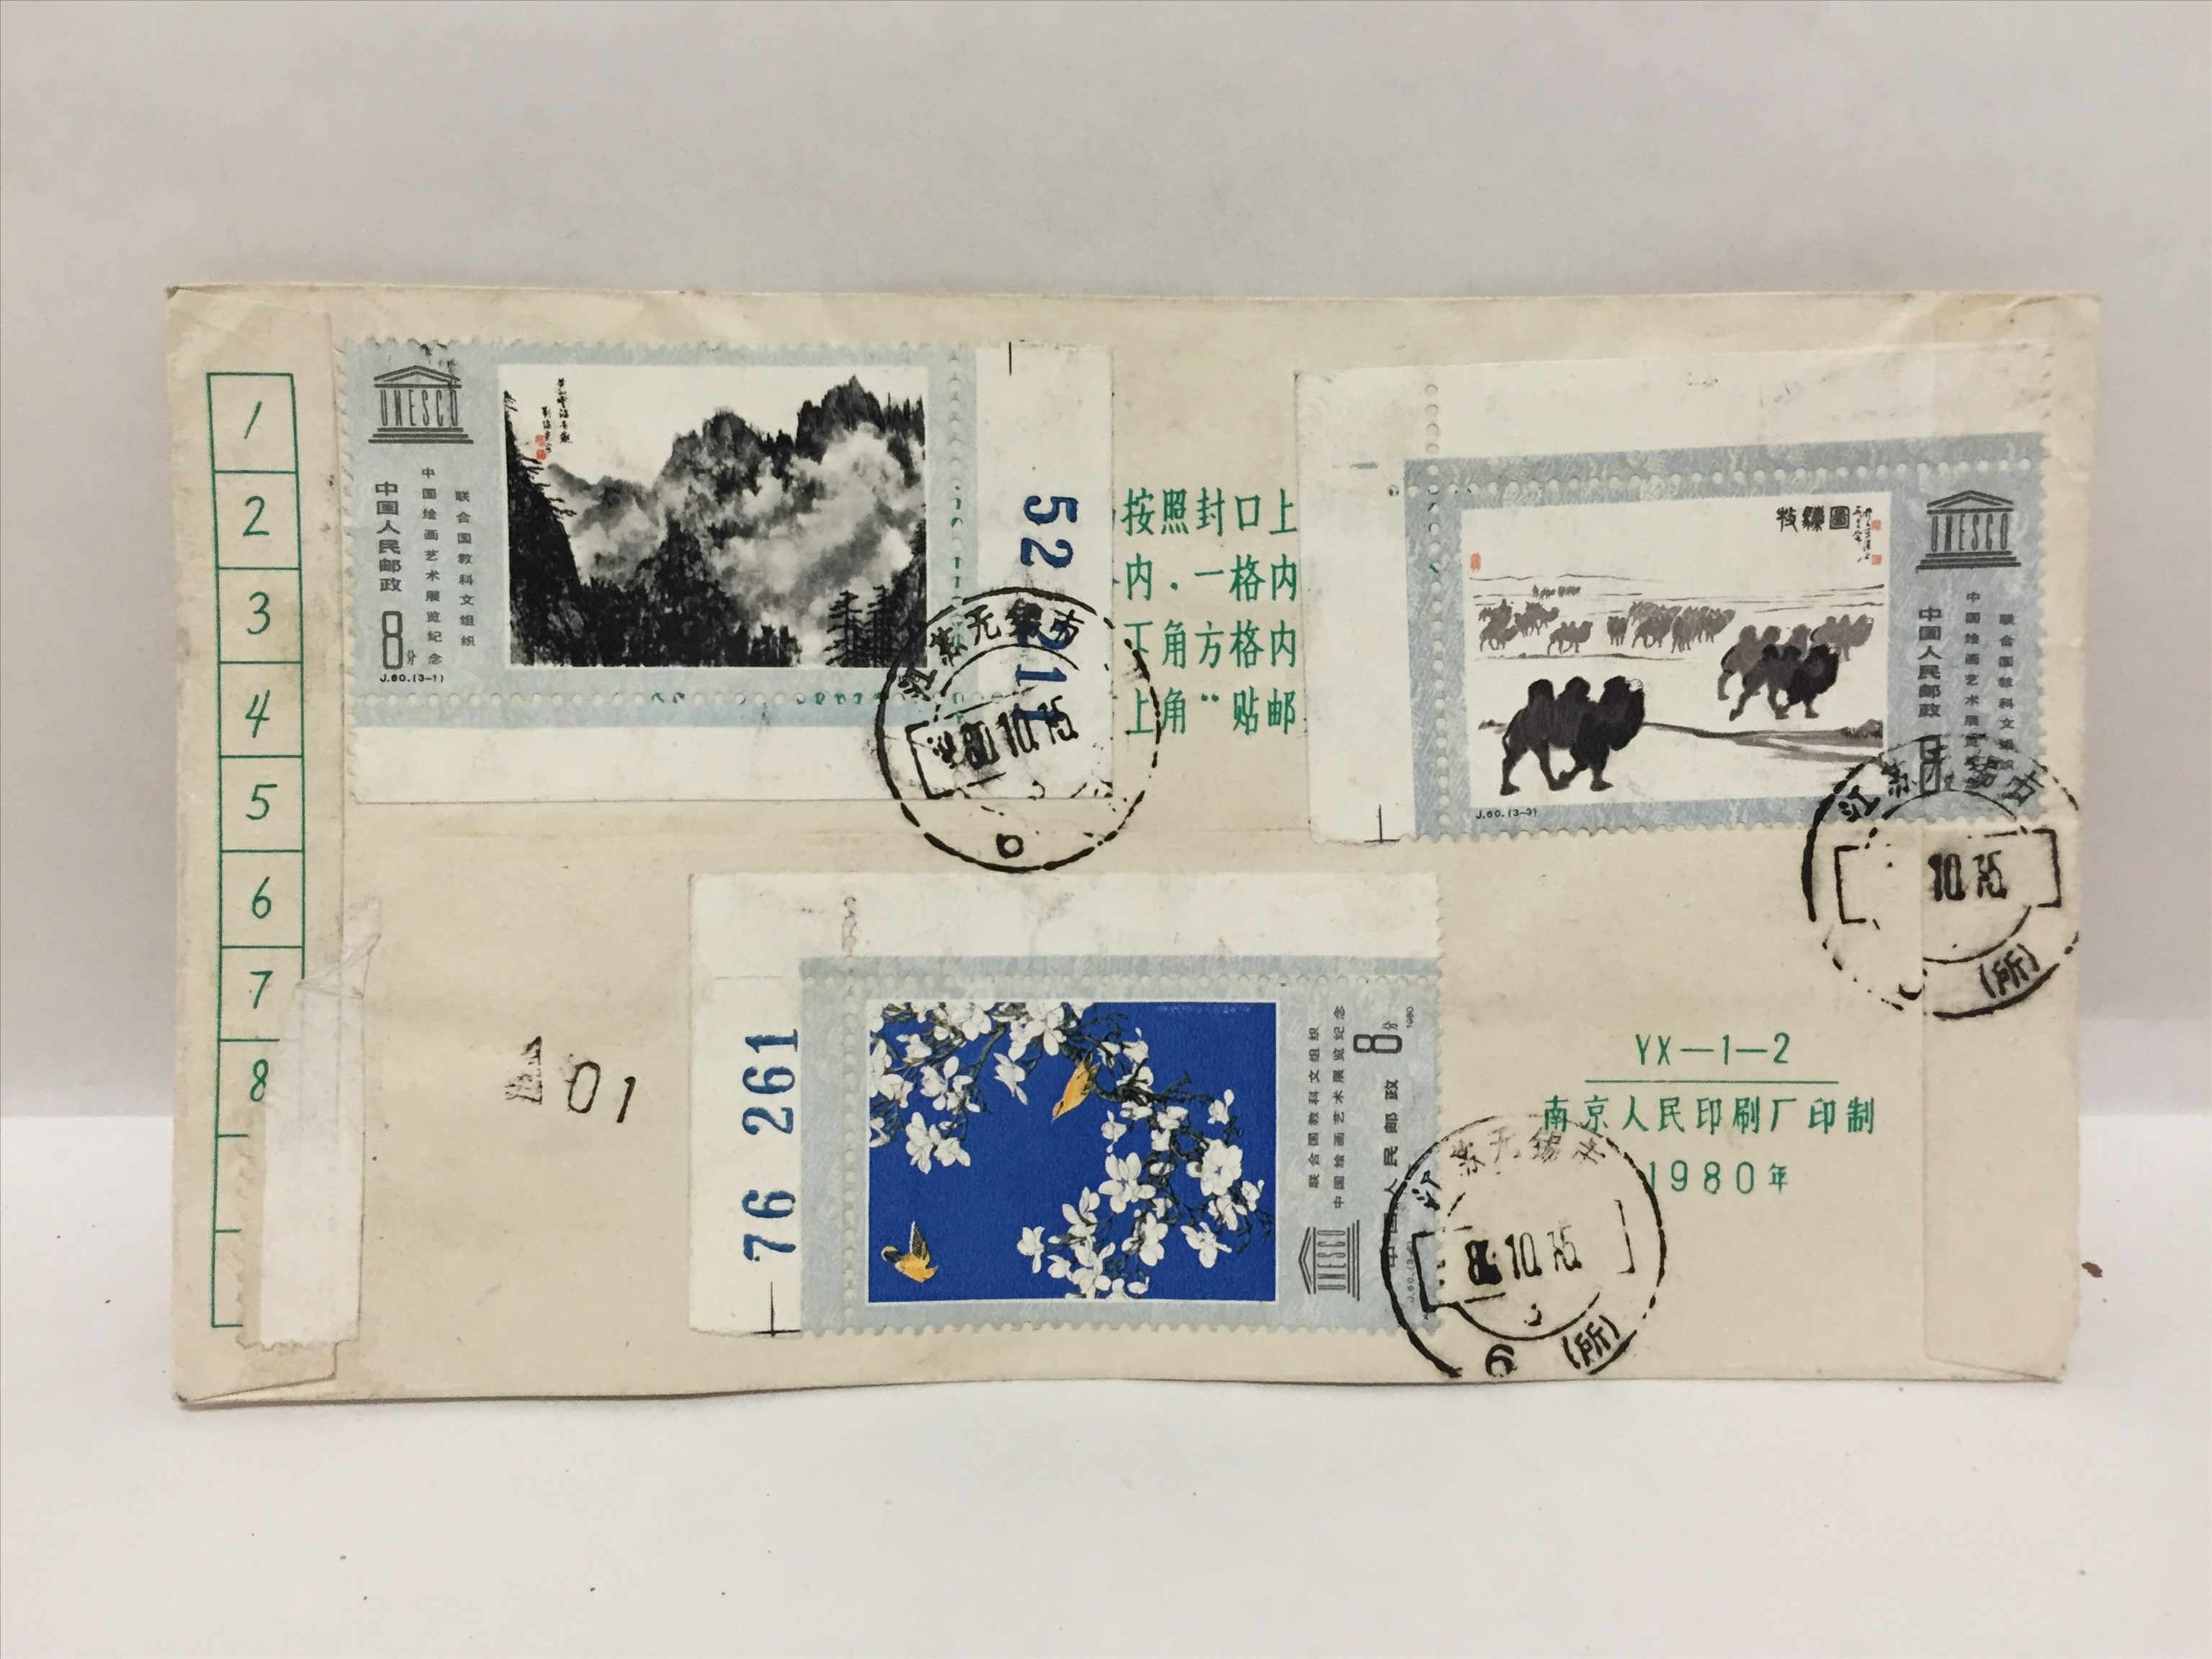 1
2
3
4
5
6
7
8
UNESCO
中国人民邮政
8分
中国绘画艺术展览纪念
联合国教科文组织
J.60.(3-1)
52 211
按照封口上
内.一格内
下角方格内
上角"贴邮
江苏无锡市
80.10.15
牧驼圖
UNESCO
中国人民邮政
8
中国绘画艺术展览纪念
联合国教科文组织
J.60.(3-3)
江苏无锡
10.15
(所)
01
76 261
联合国教科文组织
中国绘画艺术展览纪念
中国人民邮政
8分
1980
UNESCO
YX—1—2
南京人民印刷厂印制
1980年
江苏无锡
10.15
(所)